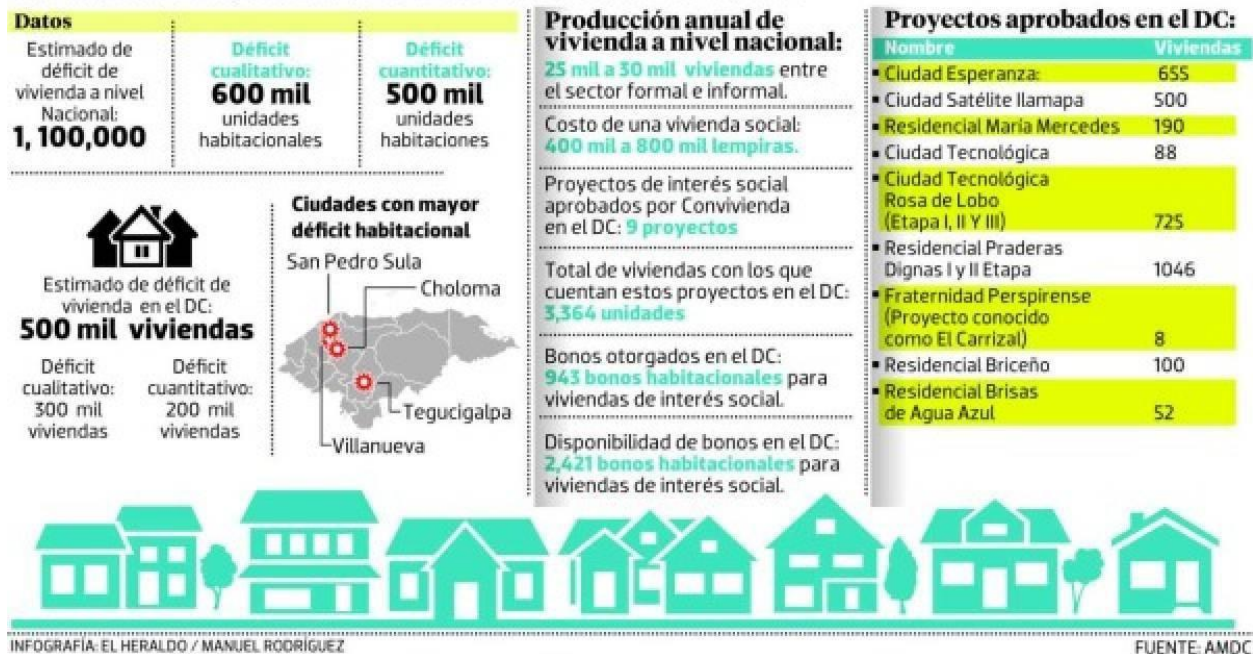 Datos
Estimado de
déficit de
vivienda a nivel
Nacional:
1, 100,000
Déficit
cualitativo:
600 mil
unidades
habitacionales
Déficit
cuantitativo:
500 mil
unidades
habitaciones
Estimado de déficit de
vivienda en el DC:
500 mil viviendas
Déficit
cualitativo:
300 mil
viviendas
Déficit
cuantitativo:
200 mil
viviendas
Ciudades con mayor
déficit habitacional
San Pedro Sula
Choloma
Tegucigalpa
Villanueva
Producción anual de
vivienda a nivel nacional:
25 mil a 30 mil viviendas entre
el sector formal e informal.
Costo de una vivienda social:
400 mil a 800 mil lempiras.
Proyectos de interés social
aprobados por Convivienda
en el DC: 9 proyectos
Total de viviendas con los que
cuentan estos proyectos en el DC:
3,364 unidades
Bonos otorgados en el DC:
943 bonos habitacionales para
viviendas de interés social.
Disponibilidad de bonos en el DC:
2,421 bonos habitacionales para
viviendas de interés social.
Proyectos aprobados en el DC:
Nombre Viviendas
Ciudad Esperanza: 655
Ciudad Satélite Ilamapa 500
Residencial María Mercedes 190
Ciudad Tecnológica 88
Ciudad Tecnológica
Rosa de Lobo
(Etapa I, II Y III) 725
Residencial Praderas
Dignas I y II Etapa 1046
Fraternidad Perspirense
(Proyecto conocido
como El Carrizal) 8
Residencial Briceño 100
Residencial Brisas
de Agua Azul 52
INFOGRAFÍA: EL HERALDO / MANUEL RODRÍGUEZ
FUENTE: AMDC